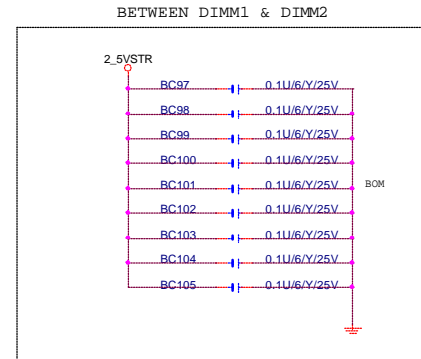 BETWEEN DIMM1 & DIMM2
2_5VSTR
BC97 0.1U/6/Y/25V
BC98 0.1U/6/Y/25V
BC99 0.1U/6/Y/25V
BC100 0.1U/6/Y/25V
BC101 0.1U/6/Y/25V BOM
BC102 0.1U/6/Y/25V
BC103 0.1U/6/Y/25V
BC104 0.1U/6/Y/25V
BC105 0.1U/6/Y/25V